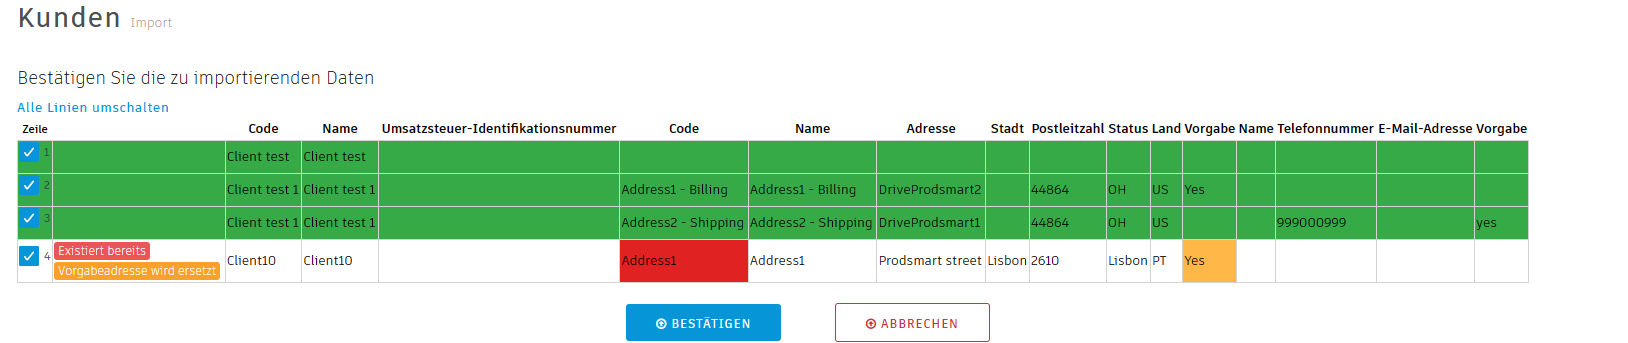 Kunden Import
Bestätigen Sie die zu importierenden Daten
Alle Linien umschalten
Zeile Code Name Umsatzsteuer-Identifikationsnummer Code Name Adresse Stadt Postleitzahl Status Land Vorgabe Name Telefonnummer E-Mail-Adresse Vorgabe
1 Client test Client test
2 Client test 1 Client test 1 Address1 - Billing Address1 - Billing DriveProdsmart2 44864 OH US Yes
3 Client test 1 Client test 1 Address2 - Shipping Address2 - Shipping DriveProdsmart1 44864 OH US 999000999 yes
4 Existiert bereits Vorgabeadresse wird ersetzt Client10 Client10 Address1 Address1 Prodsmart street Lisbon 2610 Lisbon PT Yes
BESTÄTIGEN ABBRECHEN